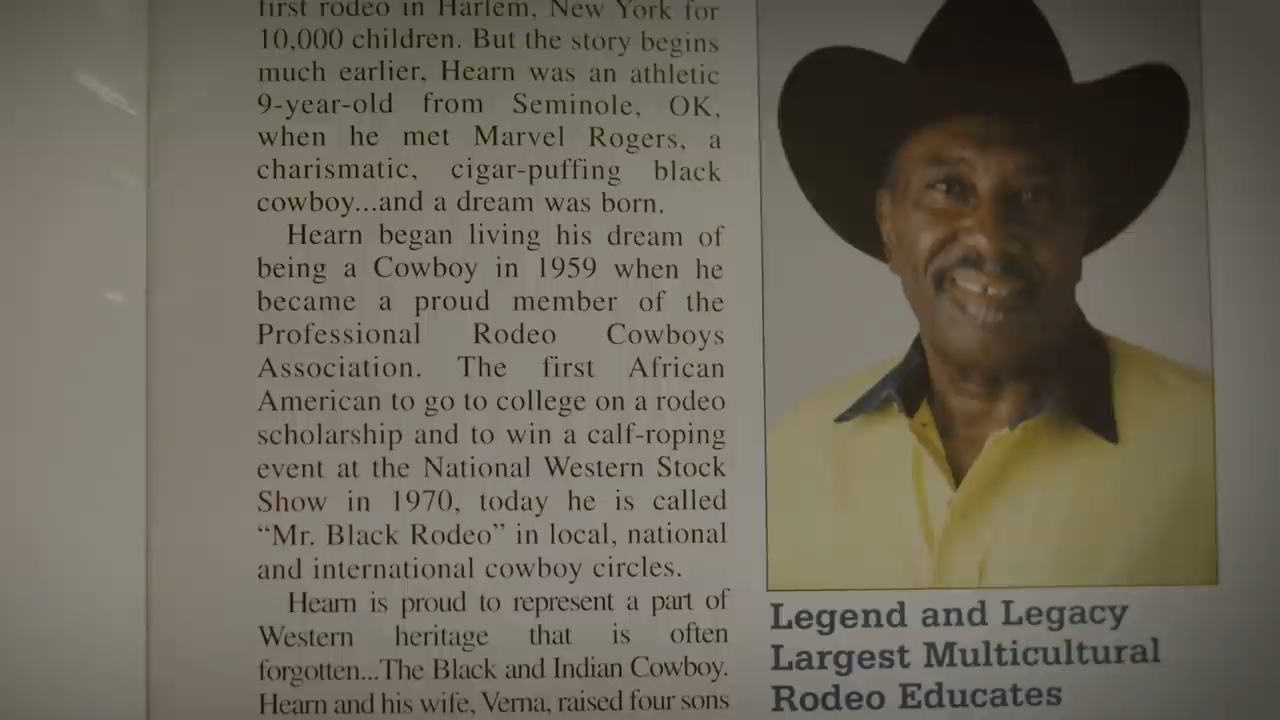 first rodeo in Harlem, New York for
10,000 children. But the story begins
much earlier, Hearn was an athletic
9-year-old from Seminole, OK,
when he met Marvel Rogers, a
charismatic, cigar-puffing black
cowboy...and a dream was born.
Hearn began living his dream of
being a Cowboy in 1959 when he
became a proud member of the
Professional Rodeo Cowboys
Association. The first African
American to go to college on a rodeo
scholarship and to win a calf-roping
event at the National Western Stock
Show in 1970, today he is called
“Mr. Black Rodeo” in local, national
and international cowboy circles.
Hearn is proud to represent a part of
Western heritage that is often
forgotten...The Black and Indian Cowboy.
Hearn and his wife, Verna, raised four sons
Legend and Legacy
Largest Multicultural
Rodeo Educates